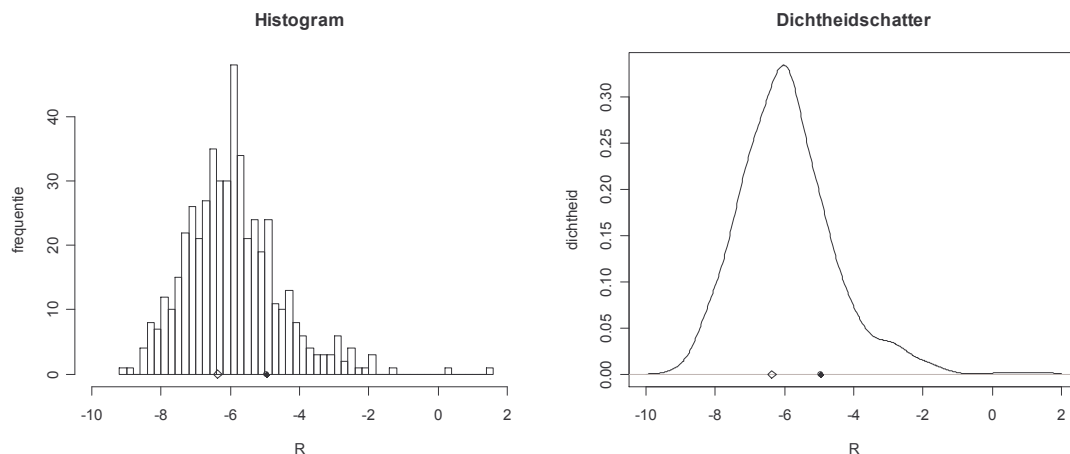 Histogram
frequentie
0 10 20 30 40
-10 -8 -6 -4 -2 0 2
R
Dichtheidschatter
dichtheid
0.00 0.05 0.10 0.15 0.20 0.25 0.30
-10 -8 -6 -4 -2 0 2
R